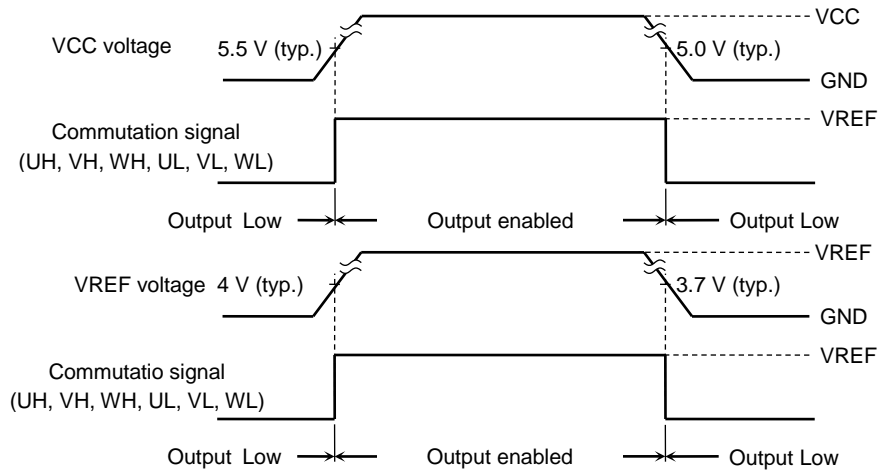 VCC
VCC voltage 5.5 V (typ.) 5.0 V (typ.)
GND
VREF
Commutation signal
(UH, VH, WH, UL, VL, WL)
Output Low Output enabled Output Low
VREF
VREF voltage 4 V (typ.) 3.7 V (typ.)
GND
VREF
Commutatio signal
(UH, VH, WH, UL, VL, WL)
Output Low Output enabled Output Low